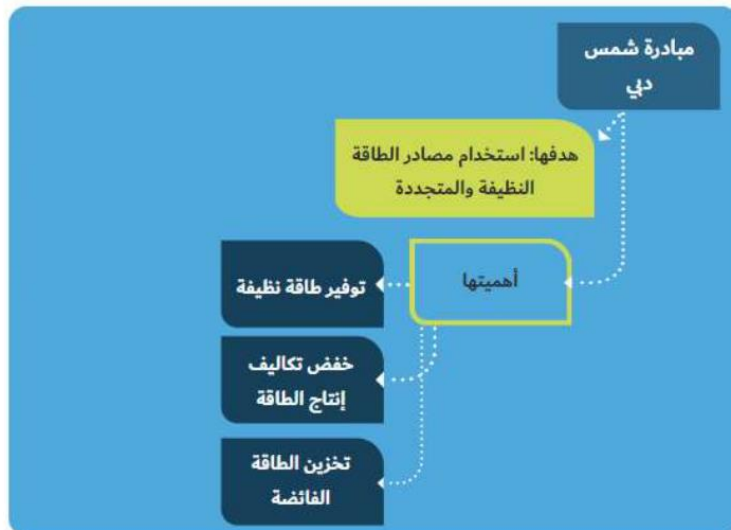 مبادرة شمس
دبي
هدفها: استخدام مصادر الطاقة
النظيفة والمتجددة
أهميتها
توفير طاقة نظيفة
خفض تكاليف
إنتاج الطاقة
تخزين الطاقة
الفائضة